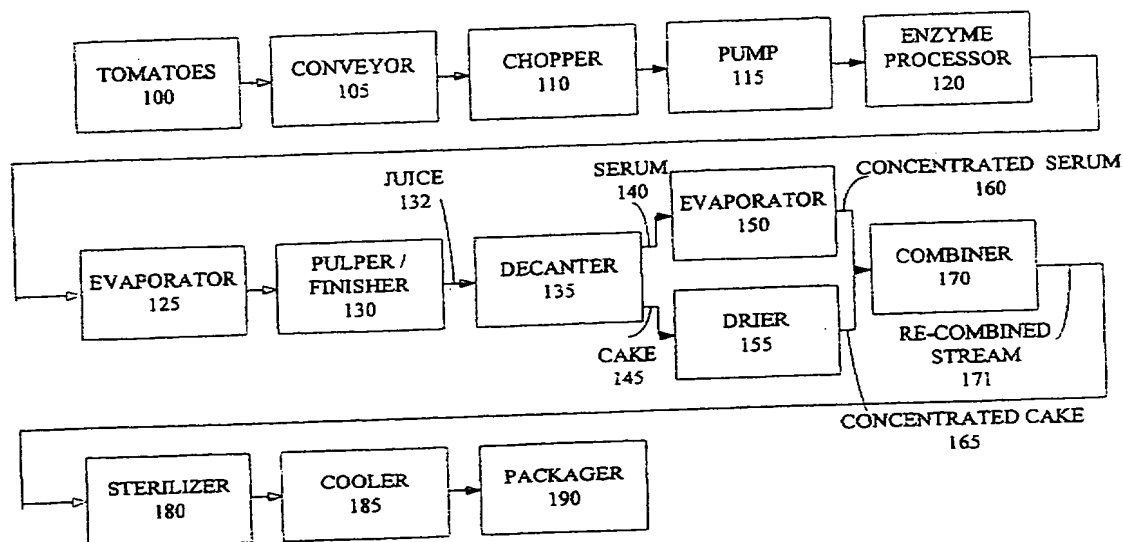 TOMATOES
100
CONVEYOR
105
CHOPPER
110
PUMP
115
ENZYME
PROCESSOR
120
EVAPORATOR
125
PULPER /
FINISHER
130
JUICE
132
DECANTER
135
SERUM
140
CAKE
145
EVAPORATOR
150
DRIER
155
CONCENTRATED SERUM
160
CONCENTRATED CAKE
165
COMBINER
170
RE-COMBINED
STREAM
171
STERILIZER
180
COOLER
185
PACKAGER
190